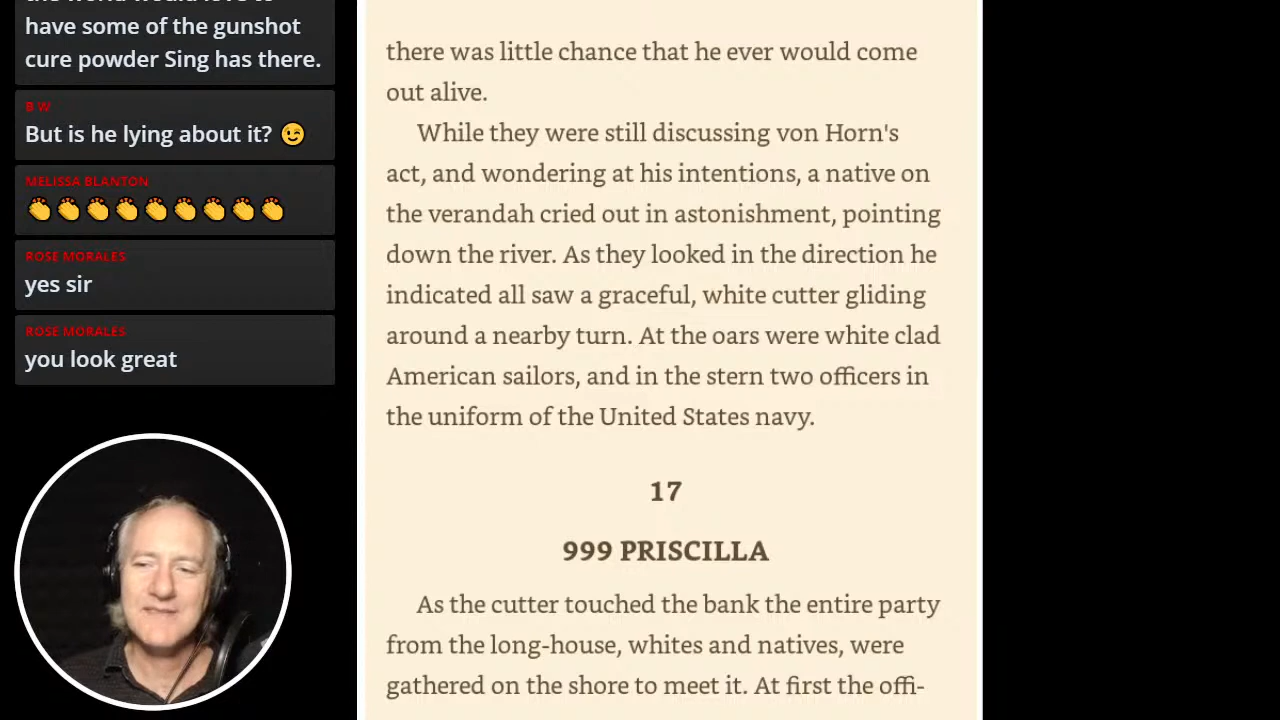 have some of the gunshot
cure powder Sing has there.
B W
But is he lying about it? 😉
MELISSA BLANTON
👏👏👏👏👏👏👏👏👏
ROSE MORALES
yes sir
ROSE MORALES
you look great
there was little chance that he ever would come
out alive.
While they were still discussing von Horn's
act, and wondering at his intentions, a native on
the verandah cried out in astonishment, pointing
down the river. As they looked in the direction he
indicated all saw a graceful, white cutter gliding
around a nearby turn. At the oars were white clad
American sailors, and in the stern two officers in
the uniform of the United States navy.
17
999 PRISCILLA
As the cutter touched the bank the entire party
from the long-house, whites and natives, were
gathered on the shore to meet it. At first the offi-